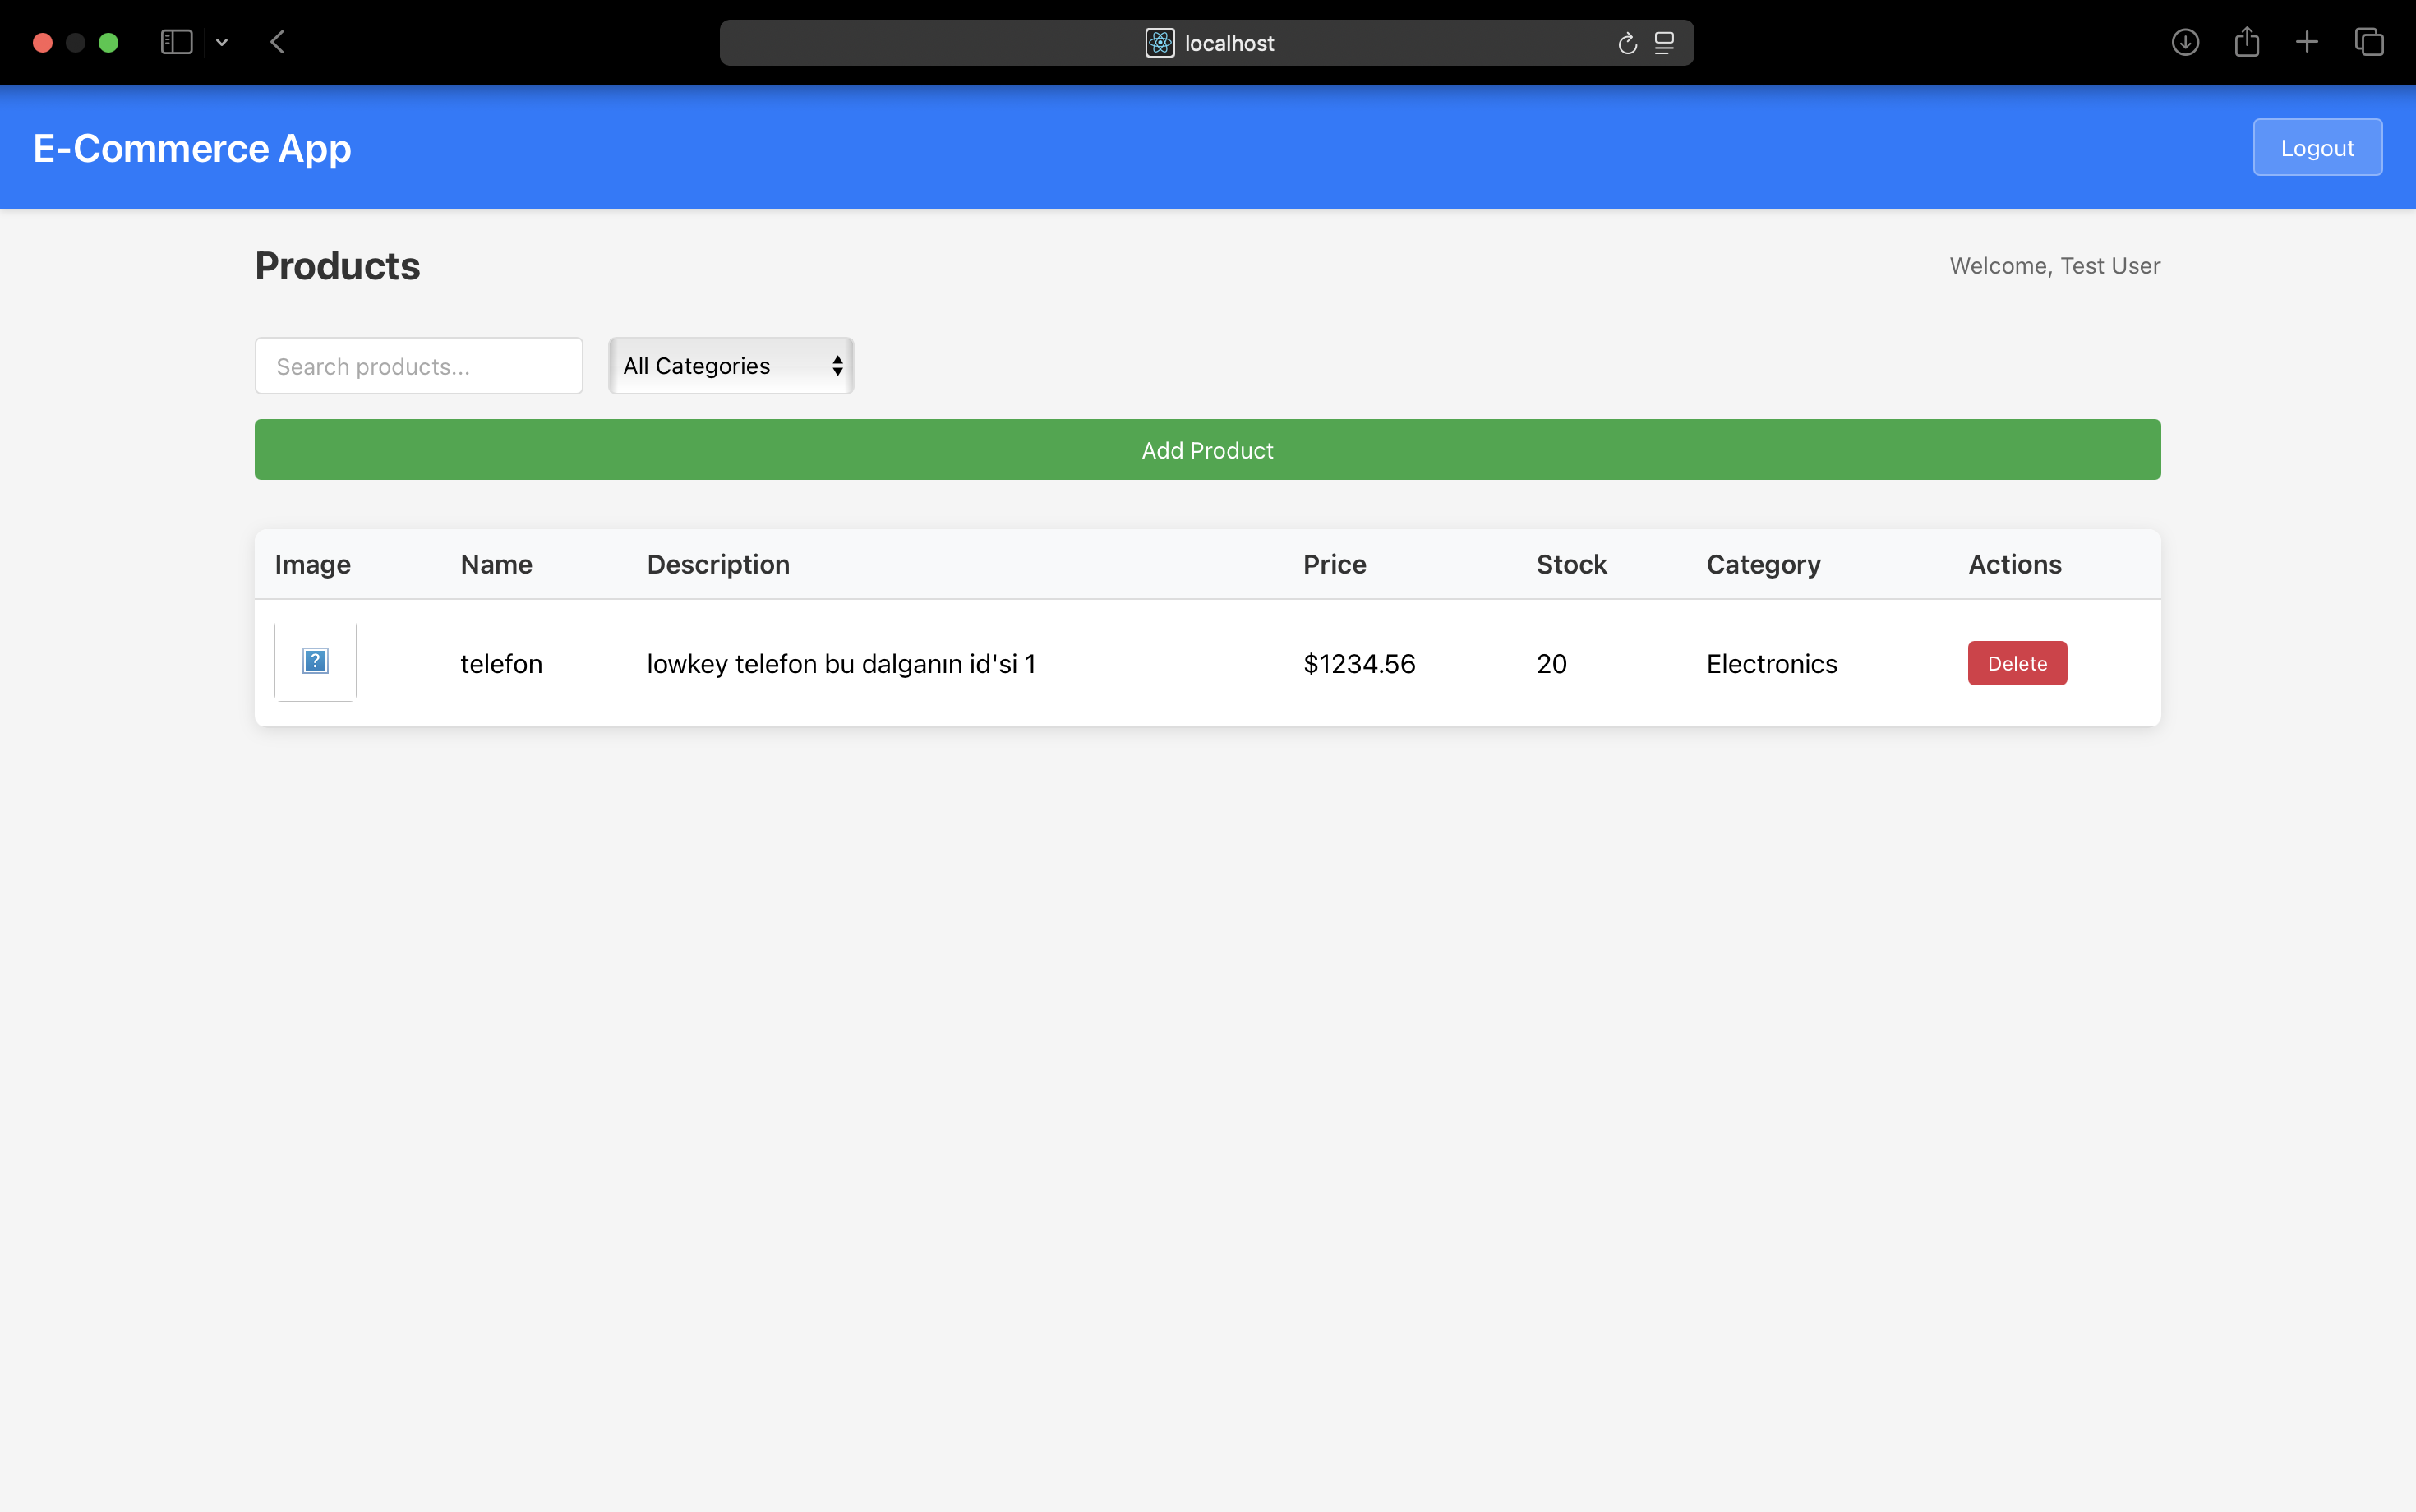 localhost
E-Commerce App
Logout
Products
Welcome, Test User
Search products...
All Categories
Add Product
Image Name Description Price Stock Category Actions
telefon lowkey telefon bu dalganın id'si 1 $1234.56 20 Electronics Delete